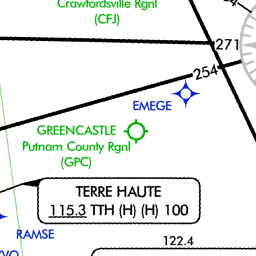 Crawfordsville Rgnl
(CFJ)
271
254
EMEGE
GREENCASTLE
Putnam County Rgnl
(GPC)
TERRE HAUTE
115.3 TTH (H) (H) 100
RAMSE
122.4